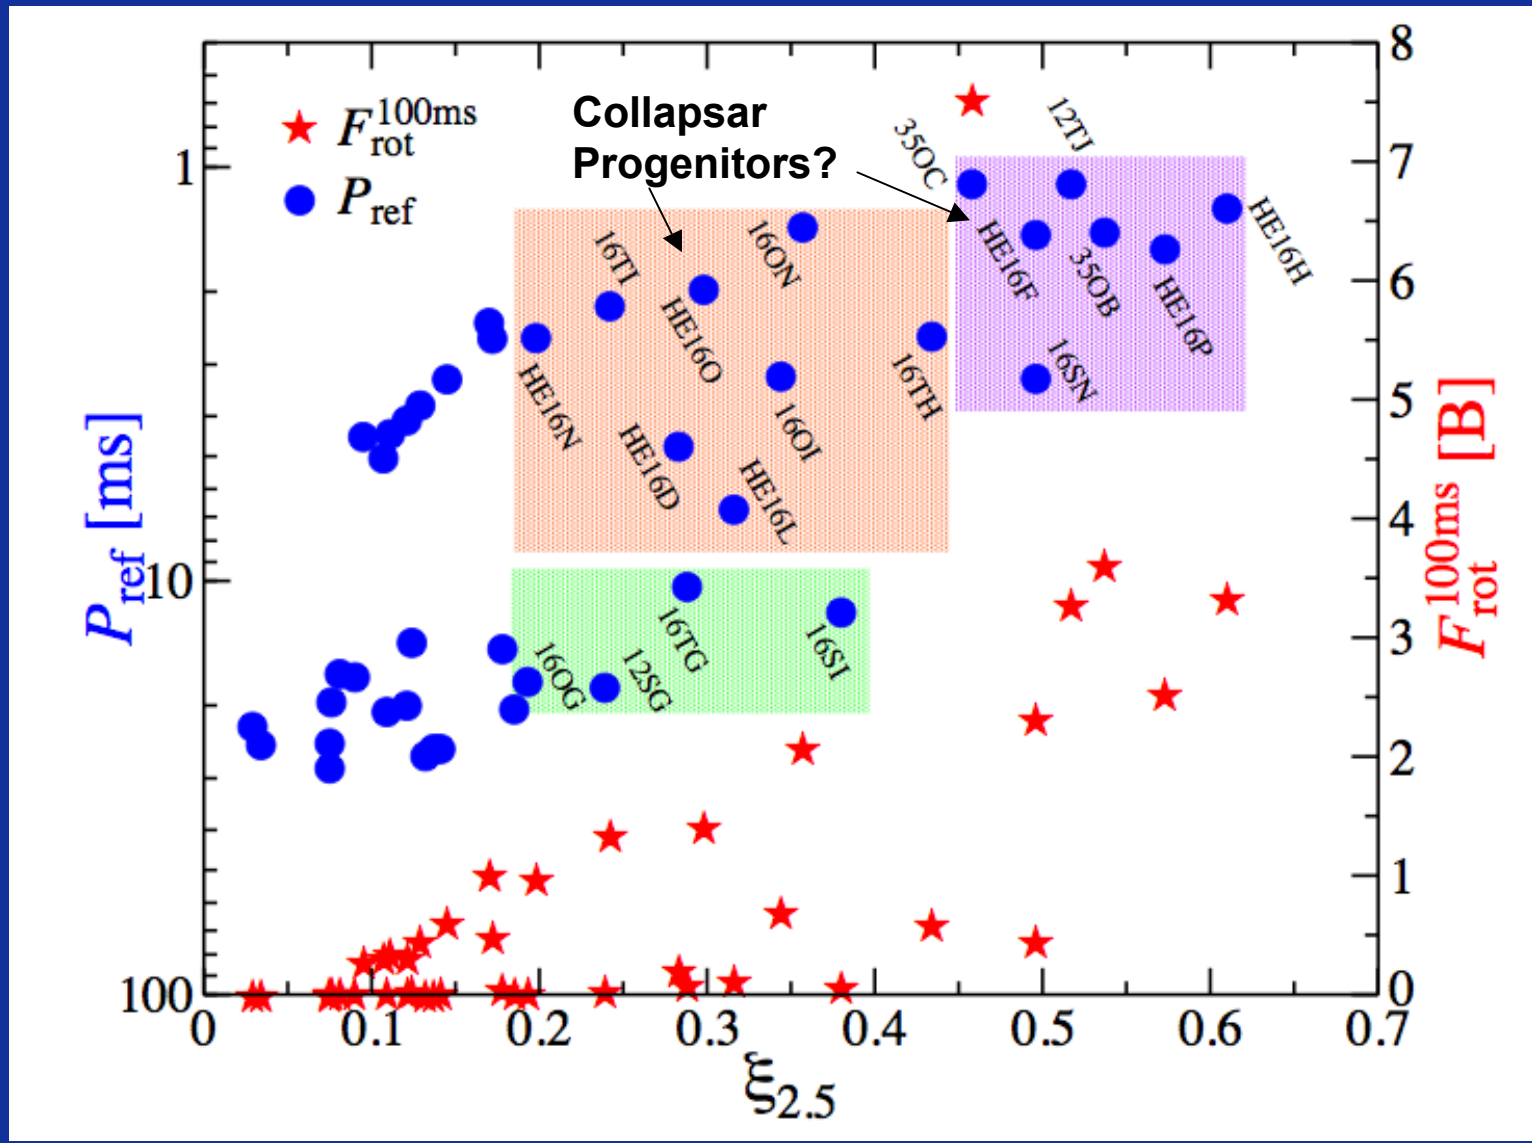 F_rot^100ms
P_ref
Collapsar
Progenitors?
35OC
12TJ
HE16F
35OB
HE16P
HE16H
16SN
16TI
16ON
HE16O
HE16N
16OI
16TH
HE16D
HE16L
16TG
16OG
12SG
16SI
P_ref [ms]
1
10
100
F_rot^100ms [B]
8
7
6
5
4
3
2
1
0
0 0.1 0.2 0.3 0.4 0.5 0.6 0.7
ξ_2.5